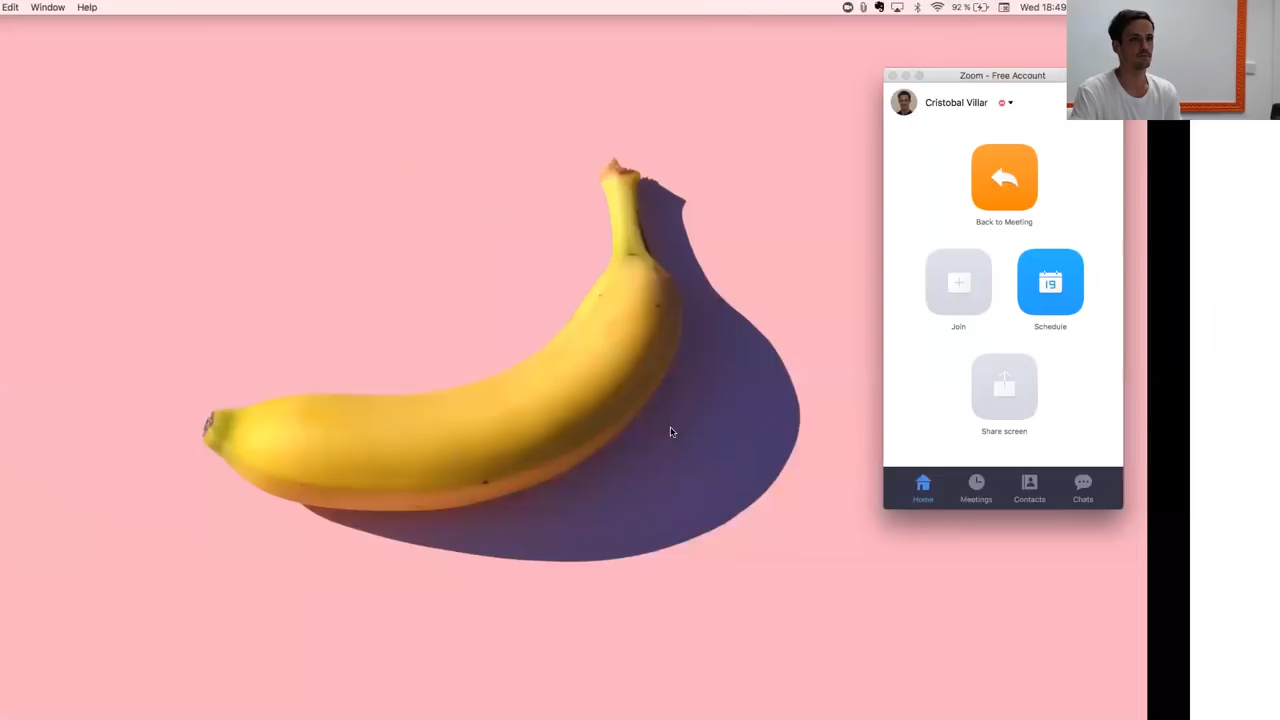 Edit Window Help
92 % Wed 18:49
Zoom - Free Account
Cristobal Villar
Back to Meeting
19
Join Schedule
Share screen
Home Meetings Contacts Chats